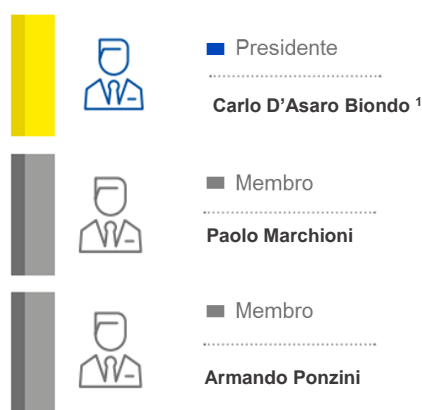 Presidente
Carlo D’Asaro Biondo ¹
Membro
Paolo Marchioni
Membro
Armando Ponzini